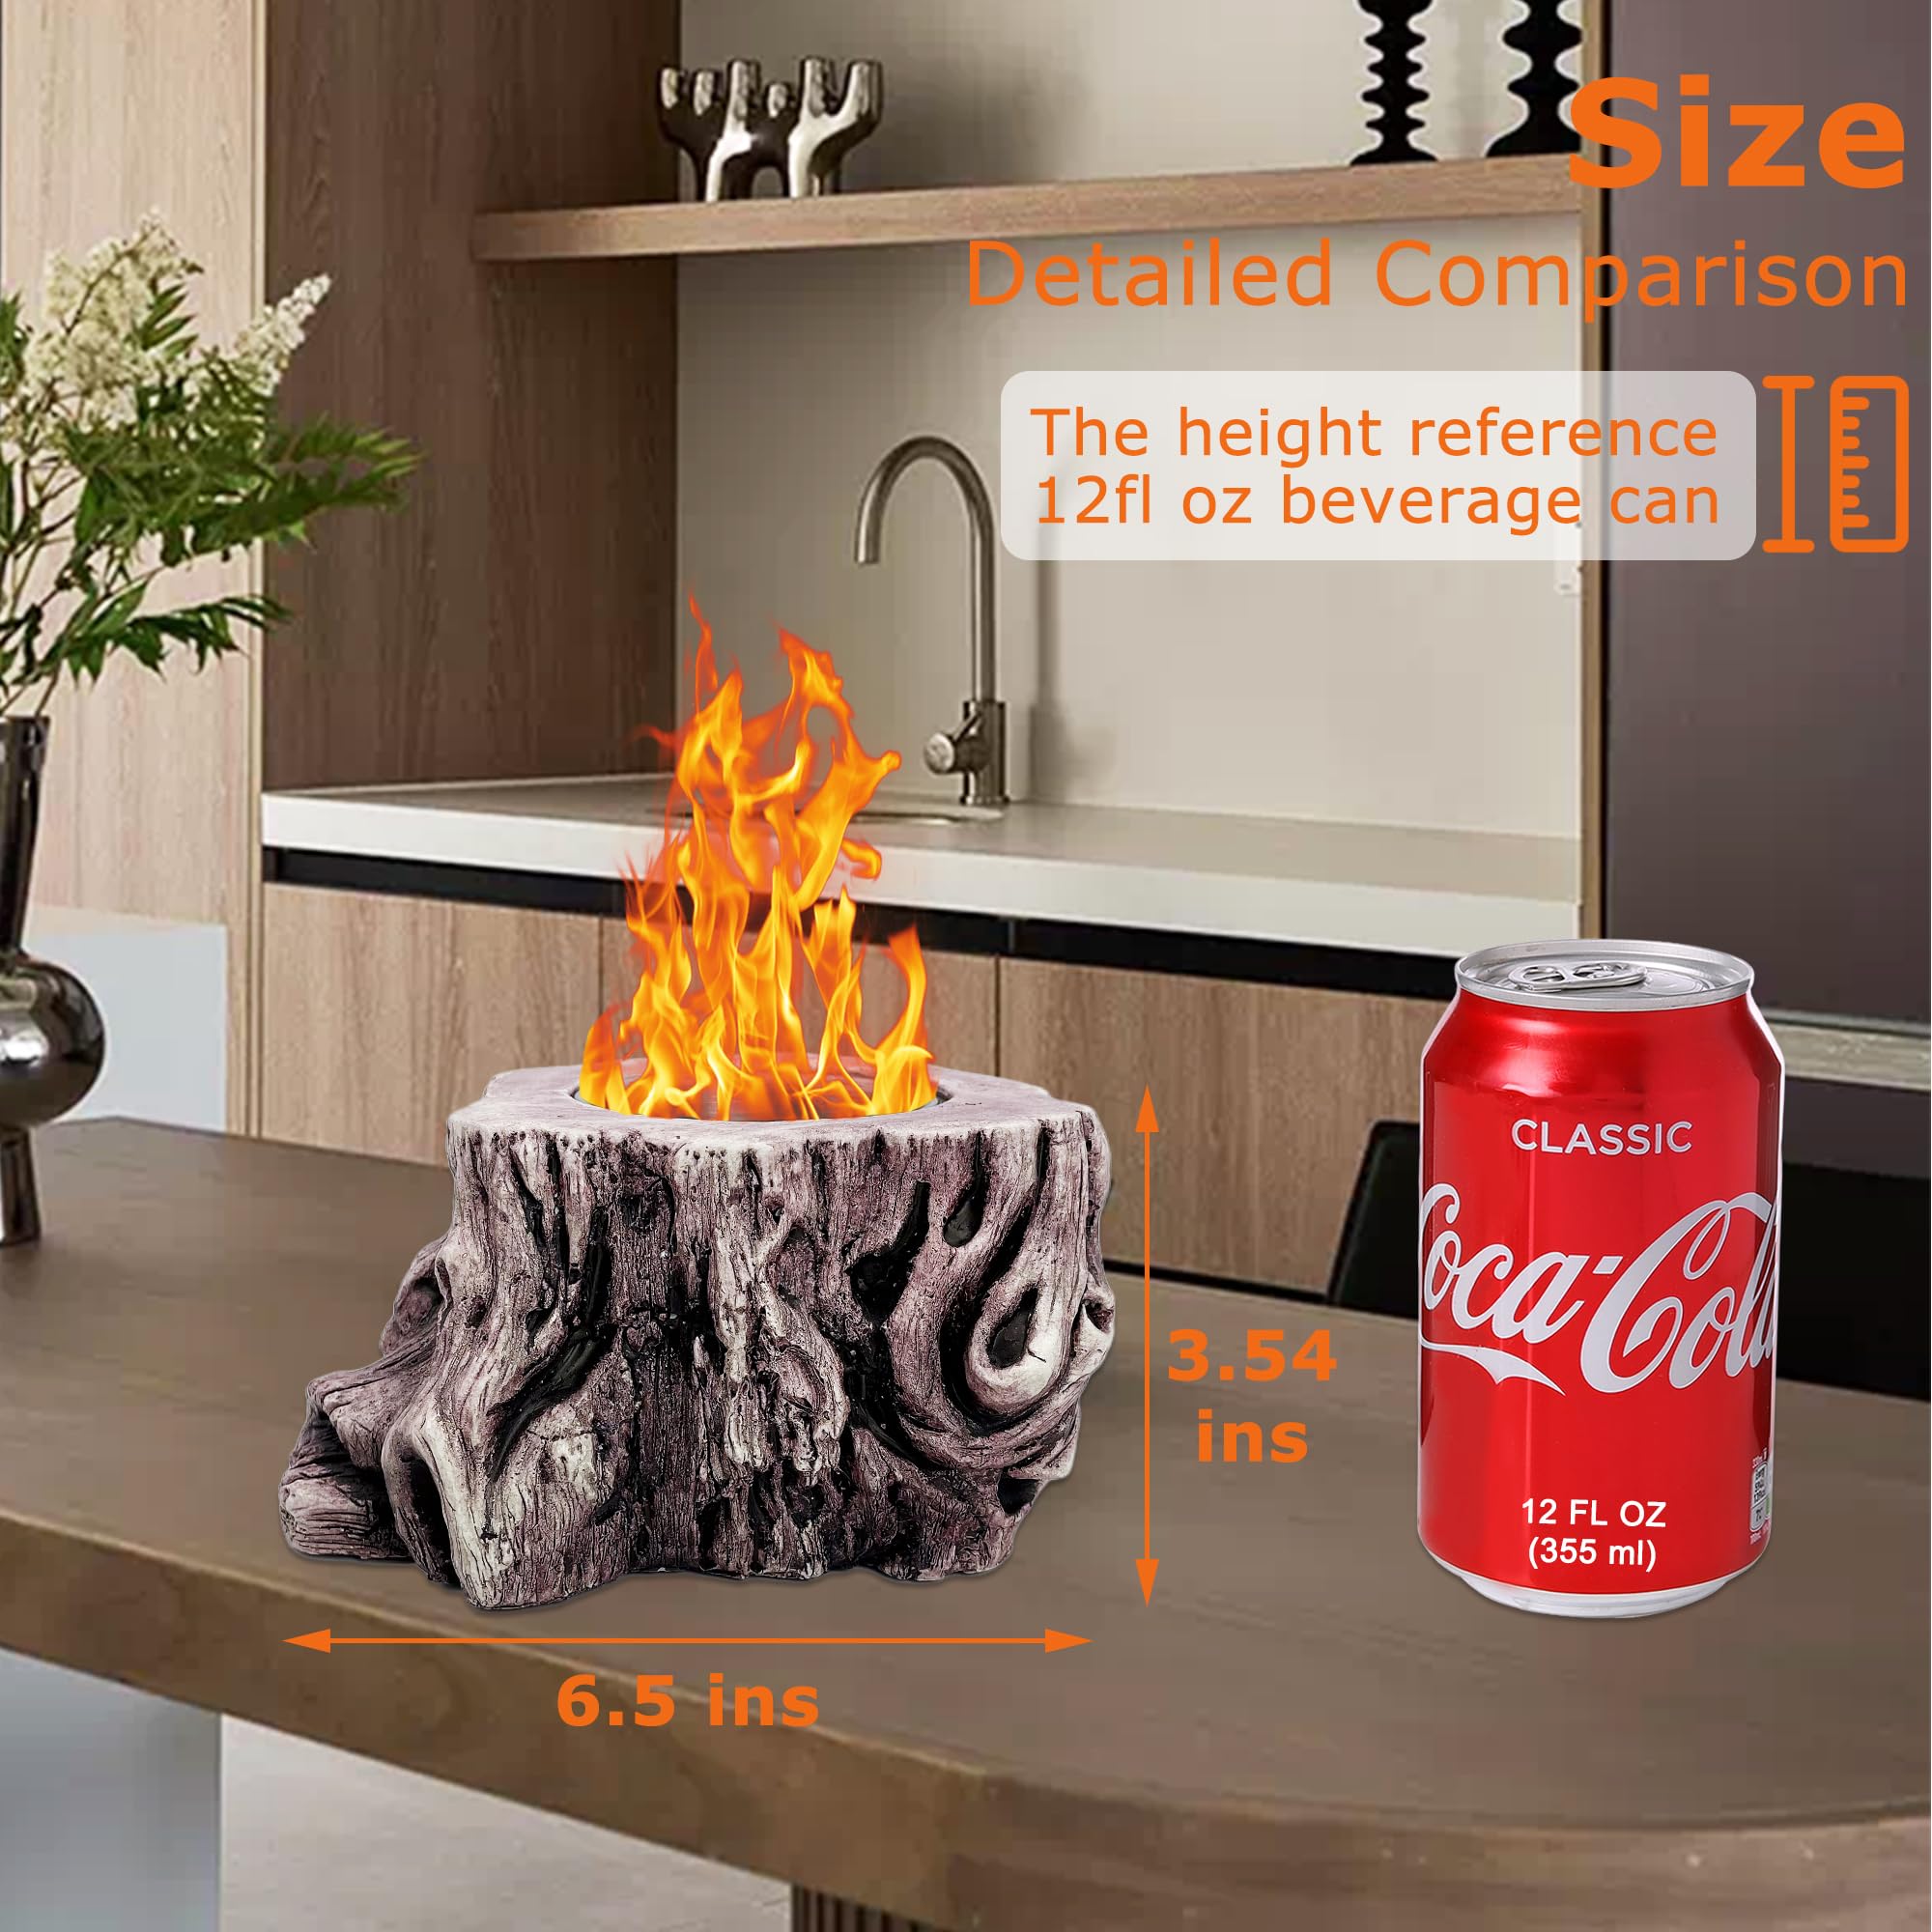 Size
Detailed Comparison
The height reference
12fl oz beverage can
CLASSIC
Coca-Cola
3.54
ins
12 FL OZ
(355 ml)
6.5 ins